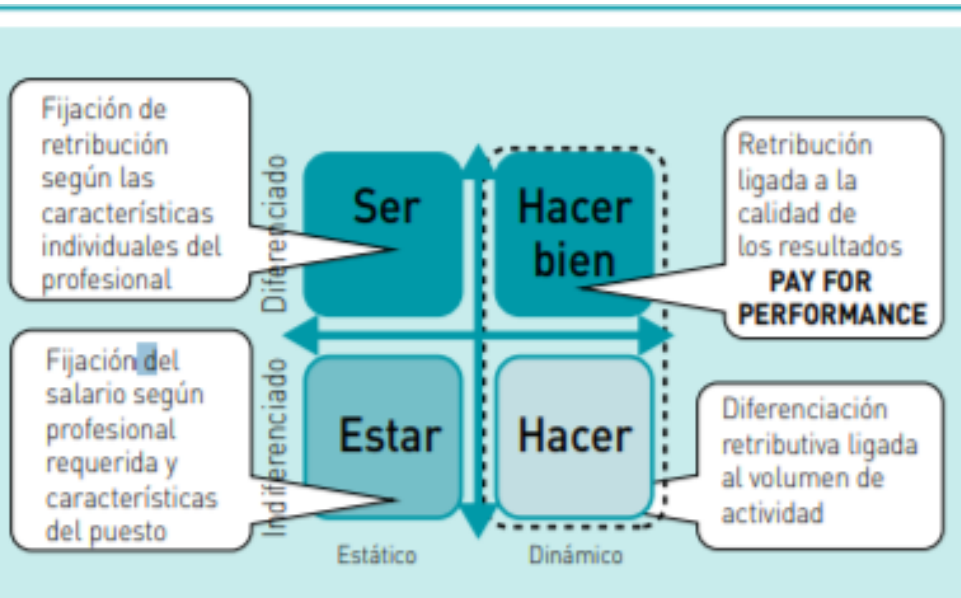 Fijación de
retribución
según las
características
individuales del
profesional
Diferenciado
Ser
Hacer
bien
Retribución
ligada a la
calidad de
los resultados
PAY FOR
PERFORMANCE
Fijación del
salario según
profesional
requerida y
características
del puesto
Indiferenciado
Estar
Hacer
Diferenciación
retributiva ligada
al volumen de
actividad
Estático
Dinámico